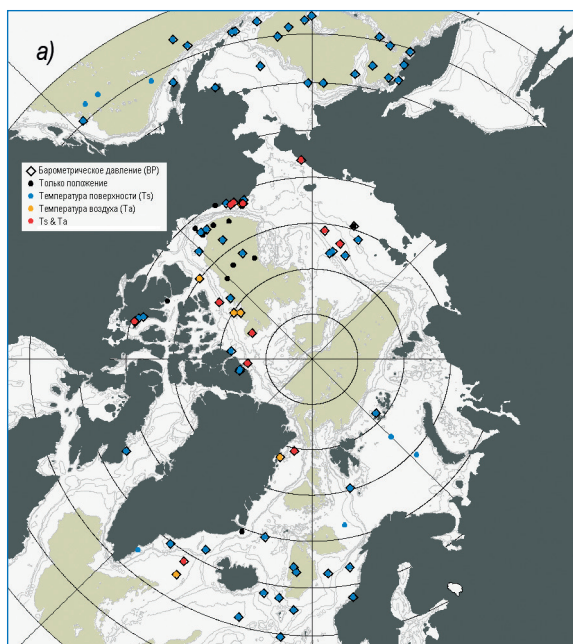 a)
Барометрическое давление (BP)
Только положение
Температура поверхности (Ts)
Температура воздуха (Ta)
Ts & Ta